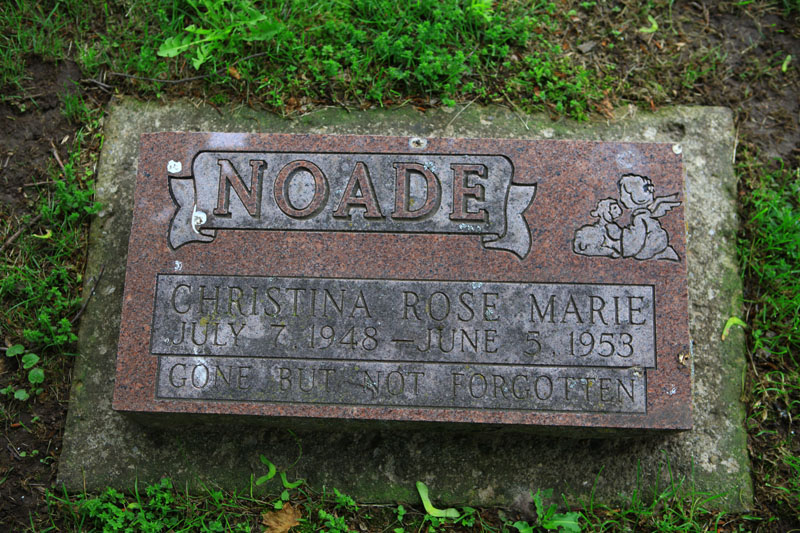 NOADE
CHRISTINA ROSE MARIE
JULY 7, 1948 — JUNE 5, 1953
GONE BUT NOT FORGOTTEN